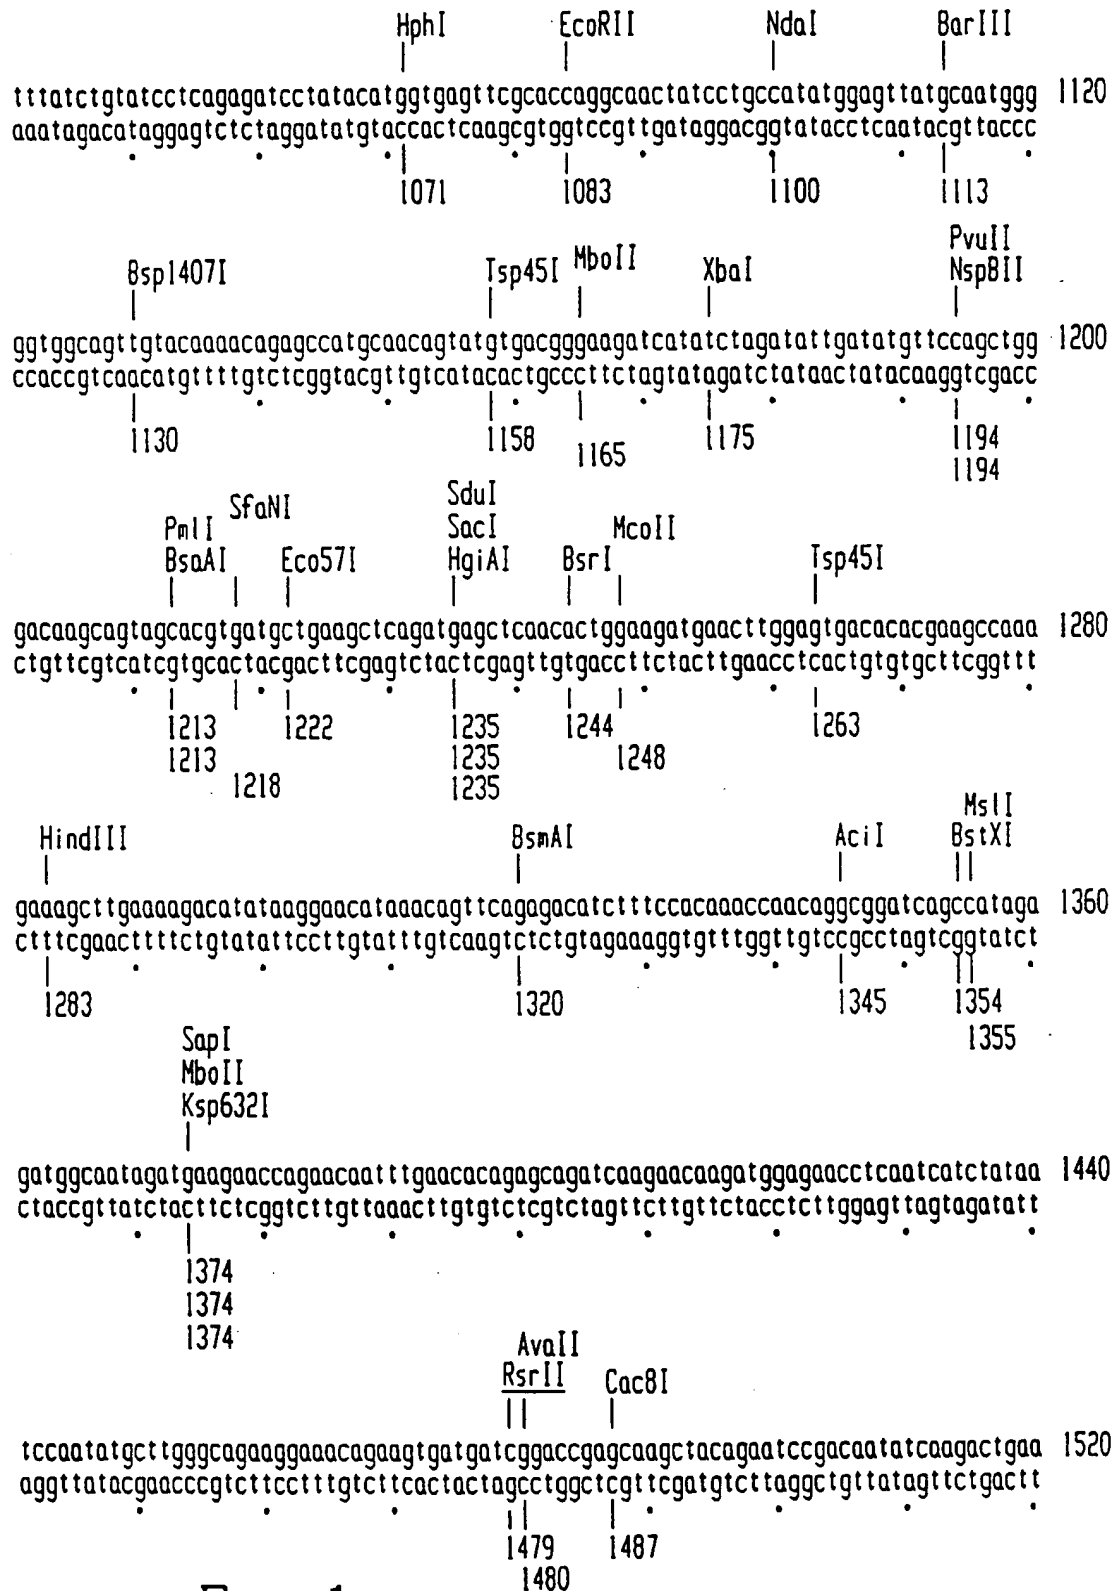 HphI EcoRII NdaI BarIII
tttatctgtatcctcagagatcctatacatggtgagttcgcaccaggcaactatcctgccatatggagttatgcaatggg 1120
aaatagacataggagtctctaggatatgtaccactcaagcgtggtccgttgataggacggtatacctcaatacgttaccc
1071 1083 1100 1113
PvuII
Bsp1407I Tsp45I MboII XbaI NspBII
ggtggcagttgtacaaaacagagccatgcaacagtatgtgacgggaagatcatatctagatattgatatgttccagctgg 1200
ccaccgtcaacatgttttgtctcggtacgttgtcatacactgcccttctagtatagatctataactatacaaggtcgacc
1130 1158 1165 1175 1194
1194
SduI
SfaNI SacI
PmlI McoII
BsaAI Eco57I HgiAI BsrI Tsp45I
gacaagcagtagcacgtgatgctgaagctcagatgagctcaacactggaagatgaacttggagtgacacacgaagccaaa 1280
ctgttcgtcatcgtgcactacgacttcgagtctactcgagttgtgaccttctacttgaacctcactgtgtgcttcggttt
1213 1222 1235 1244 1263
1213 1235 1248
1218 1235
MslI
HindIII BsmAI AciI BstXI
gaaagcttgaaaagacatataaggaacataaacagttcagagacatctttccacaaaccaacaggcggatcagccataga 1360
ctttcgaacttttctgtatattccttgtatttgtcaagtctctgtagaaaggtgtttggttgtccgcctagtcggtatct
1283 1320 1345 1354
1355
SapI
MboII
Ksp632I
gatggcaatagatgaagagccagaacaatttgaacacagagcagatcaagaacaagatggagaacctcaatcatctataa 1440
ctaccgttatctacttctcggtcttgttaaacttgtgtctcgtctagttcttgttctacctcttggagttagtagatatt
1374
1374
1374
AvaII
RsrII Cac8I
tccaatatgcttgggcagaaggaaacagaagtgatgatcggaccgagcaagctacagaatccgacaatatcaagactgaa 1520
aggttatacgaacccgtcttcctttgtcttcactactagcctggctcgttcgatgtcttaggctgttatagttctgactt
1479 1487
1480